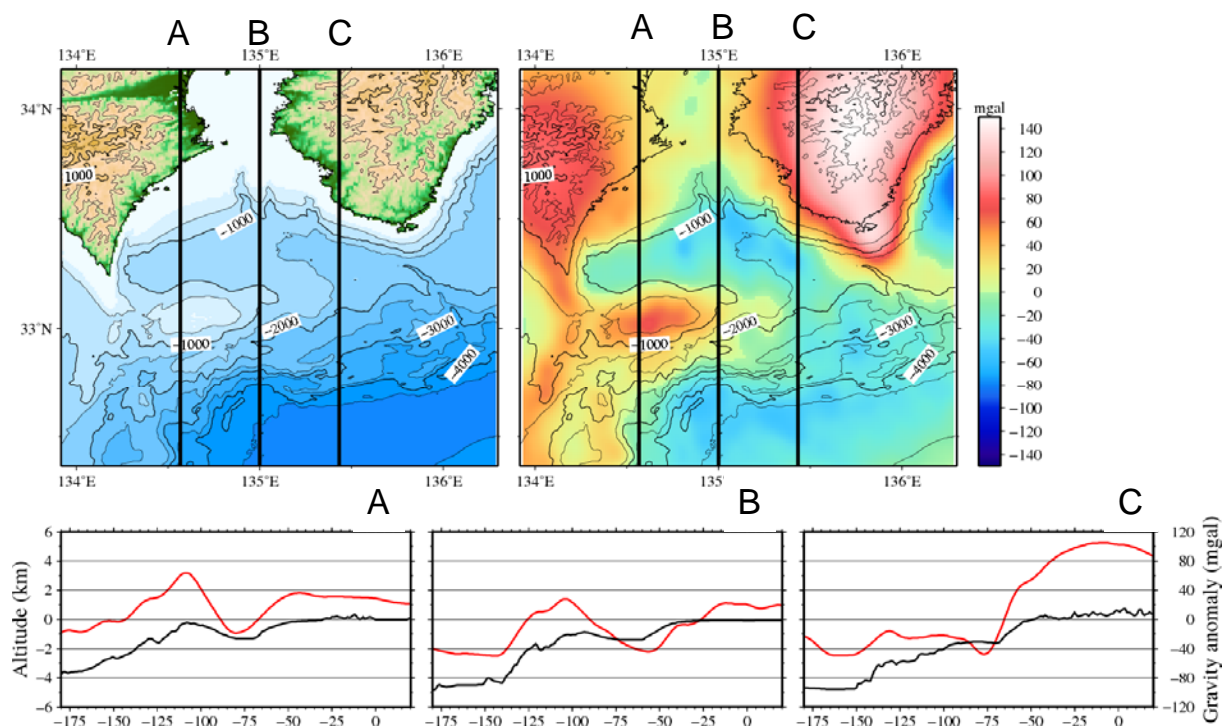 A B C
A B C
134°E 135°E 136°E
134°E 135°E 136°E
34°N
33°N
1000
−1000
−2000
−1000
−3000
−4000
134°E 135°E 136°E
1000
−1000
−2000
−1000
−3000
−4000
134°E 135°E 136°E
mgal
140
120
100
80
60
40
20
0
−20
−40
−60
−80
−100
−120
−140
A B C
Altitude (km)
6
4
2
0
−2
−4
−6
120
80
40
0
−40
−80
−120
Gravity anomaly (mgal)
−175 −150 −125 −100 −75 −50 −25 0
−175 −150 −125 −100 −75 −50 −25 0
−175 −150 −125 −100 −75 −50 −25 0